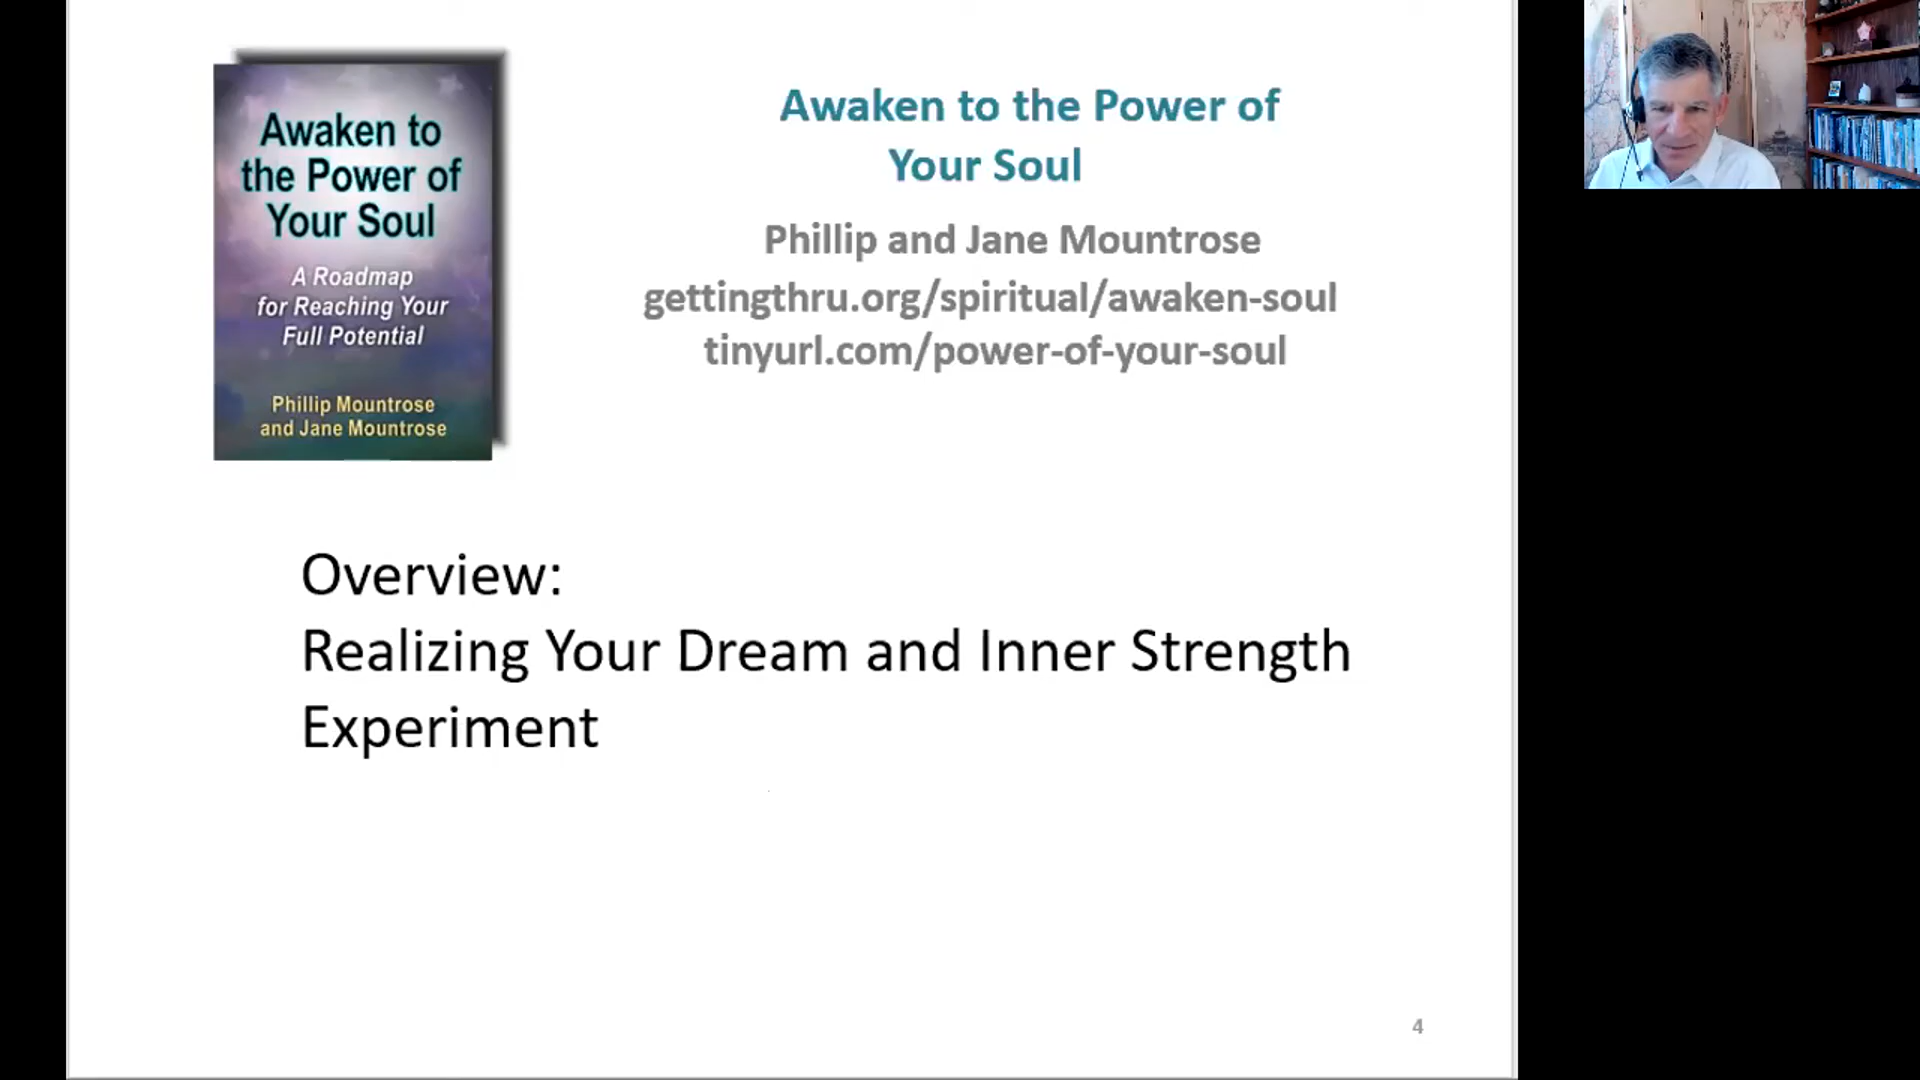 Awaken to
the Power of
Your Soul
A Roadmap
for Reaching Your
Full Potential
Phillip Mountrose
and Jane Mountrose
Awaken to the Power of
Your Soul
Phillip and Jane Mountrose
gettingthru.org/spiritual/awaken-soul
tinyurl.com/power-of-your-soul
Overview:
Realizing Your Dream and Inner Strength
Experiment
4